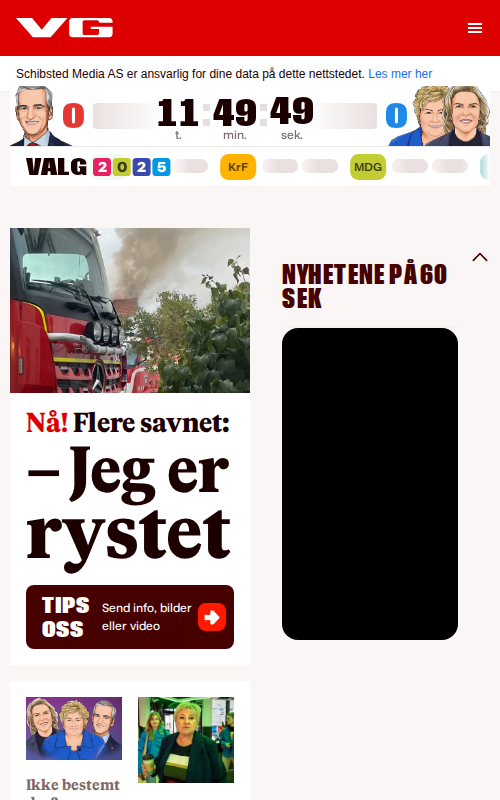 VG
Schibsted Media AS er ansvarlig for dine data på dette nettstedet. Les mer her
0 11:49:49 0
t. min. sek.
VALG 2025 KrF MDG
NYHETENE PÅ 60
SEK
Nå! Flere savnet:
– Jeg er
rystet
TIPS
OSS
Send info, bilder
eller video
Ikke bestemt